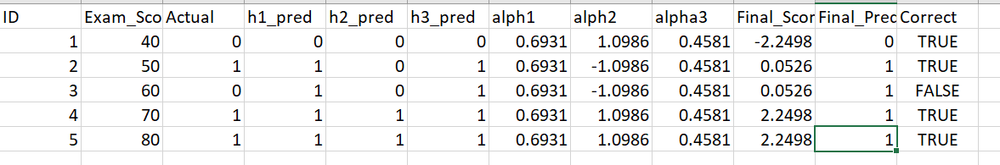 ID Exam_Sco Actual h1_pred h2_pred h3_pred alph1 alph2 alpha3 Final_Scor Final_Pred Correct
1 40 0 0 0 0 0.6931 1.0986 0.4581 -2.2498 0 TRUE
2 50 1 1 0 1 0.6931 -1.0986 0.4581 0.0526 1 TRUE
3 60 0 1 0 1 0.6931 -1.0986 0.4581 0.0526 1 FALSE
4 70 1 1 1 1 0.6931 1.0986 0.4581 2.2498 1 TRUE
5 80 1 1 1 1 0.6931 1.0986 0.4581 2.2498 1 TRUE